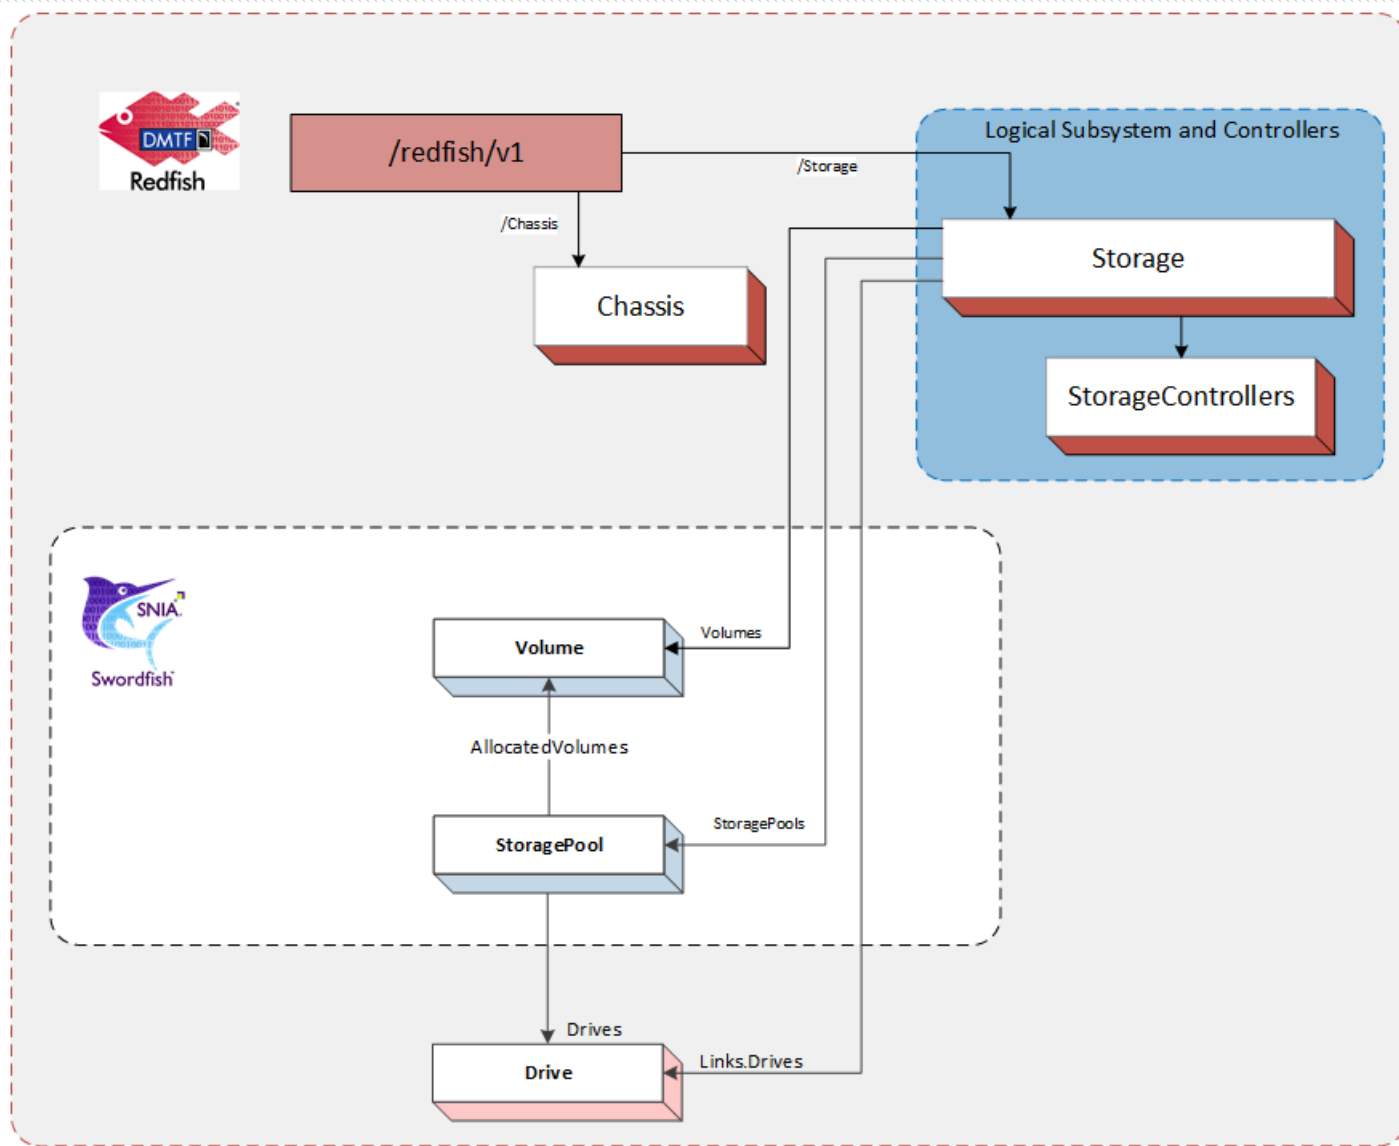 DMTF
Redfish
/redfish/v1
/Storage
/Chassis
Chassis
Logical Subsystem and Controllers
Storage
StorageControllers
SNIA
Swordfish
Volume
Volumes
AllocatedVolumes
StoragePool
StoragePools
Drives
Drive
Links.Drives